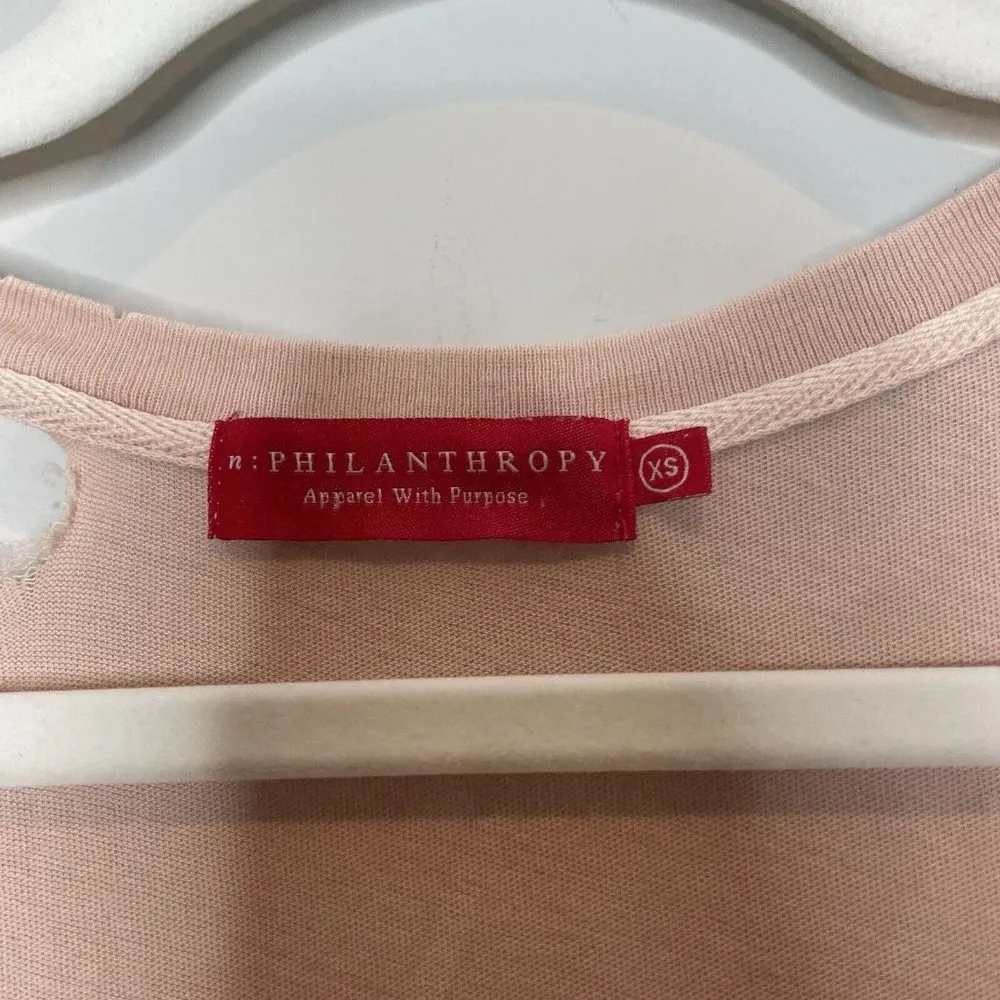 n: PHILANTHROPY
Apparel With Purpose
XS